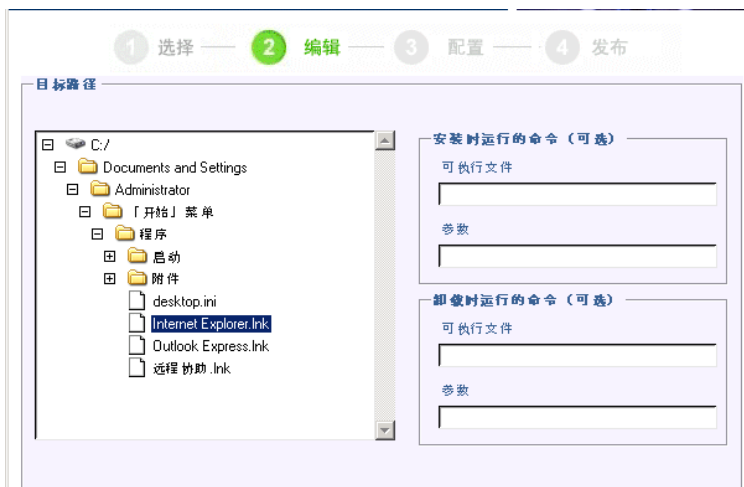 1 选择 2 编辑 3 配置 4 发布
目标路径
C:/
Documents and Settings
Administrator
「开始」菜单
程序
启动
附件
desktop.ini
Internet Explorer.lnk
Outlook Express.lnk
远程协助.lnk
安装时运行的命令（可选）
可执行文件
参数
卸载时运行的命令（可选）
可执行文件
参数